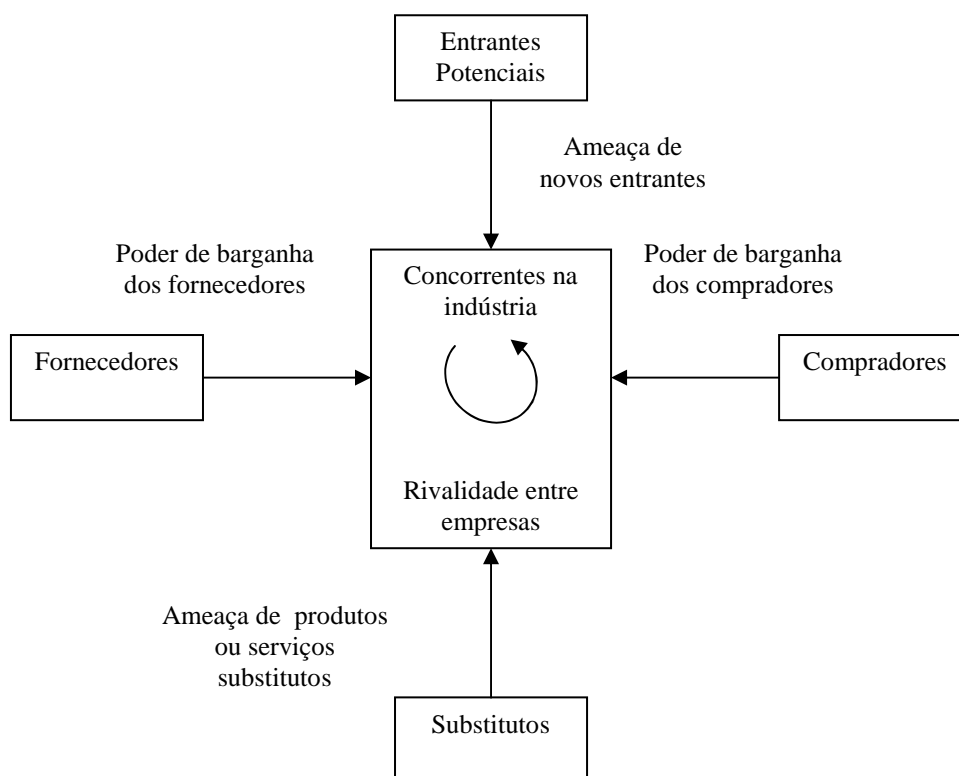 Entrantes
Potenciais
Ameaça de
novos entrantes
Poder de barganha
dos fornecedores
Poder de barganha
dos compradores
Concorrentes na
indústria
Fornecedores
Compradores
Rivalidade entre
empresas
Ameaça de  produtos
ou serviços
substitutos
Substitutos